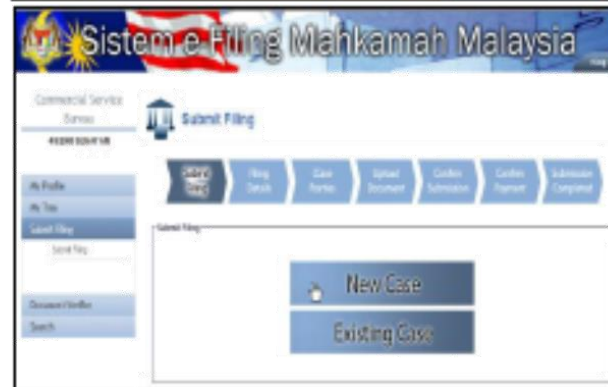 Sistem e-Filing Mahkamah Malaysia
Commercial Service
Bureau
Submit Filing
My Profile
My Tray
Submit Filing
Submit Filing
Document Verifier
Search
Submit Filing
Filing Details
Case Parties
Upload Document
Confirm Submission
Confirm Payment
Submission Completed
Submit Filing
New Case
Existing Case